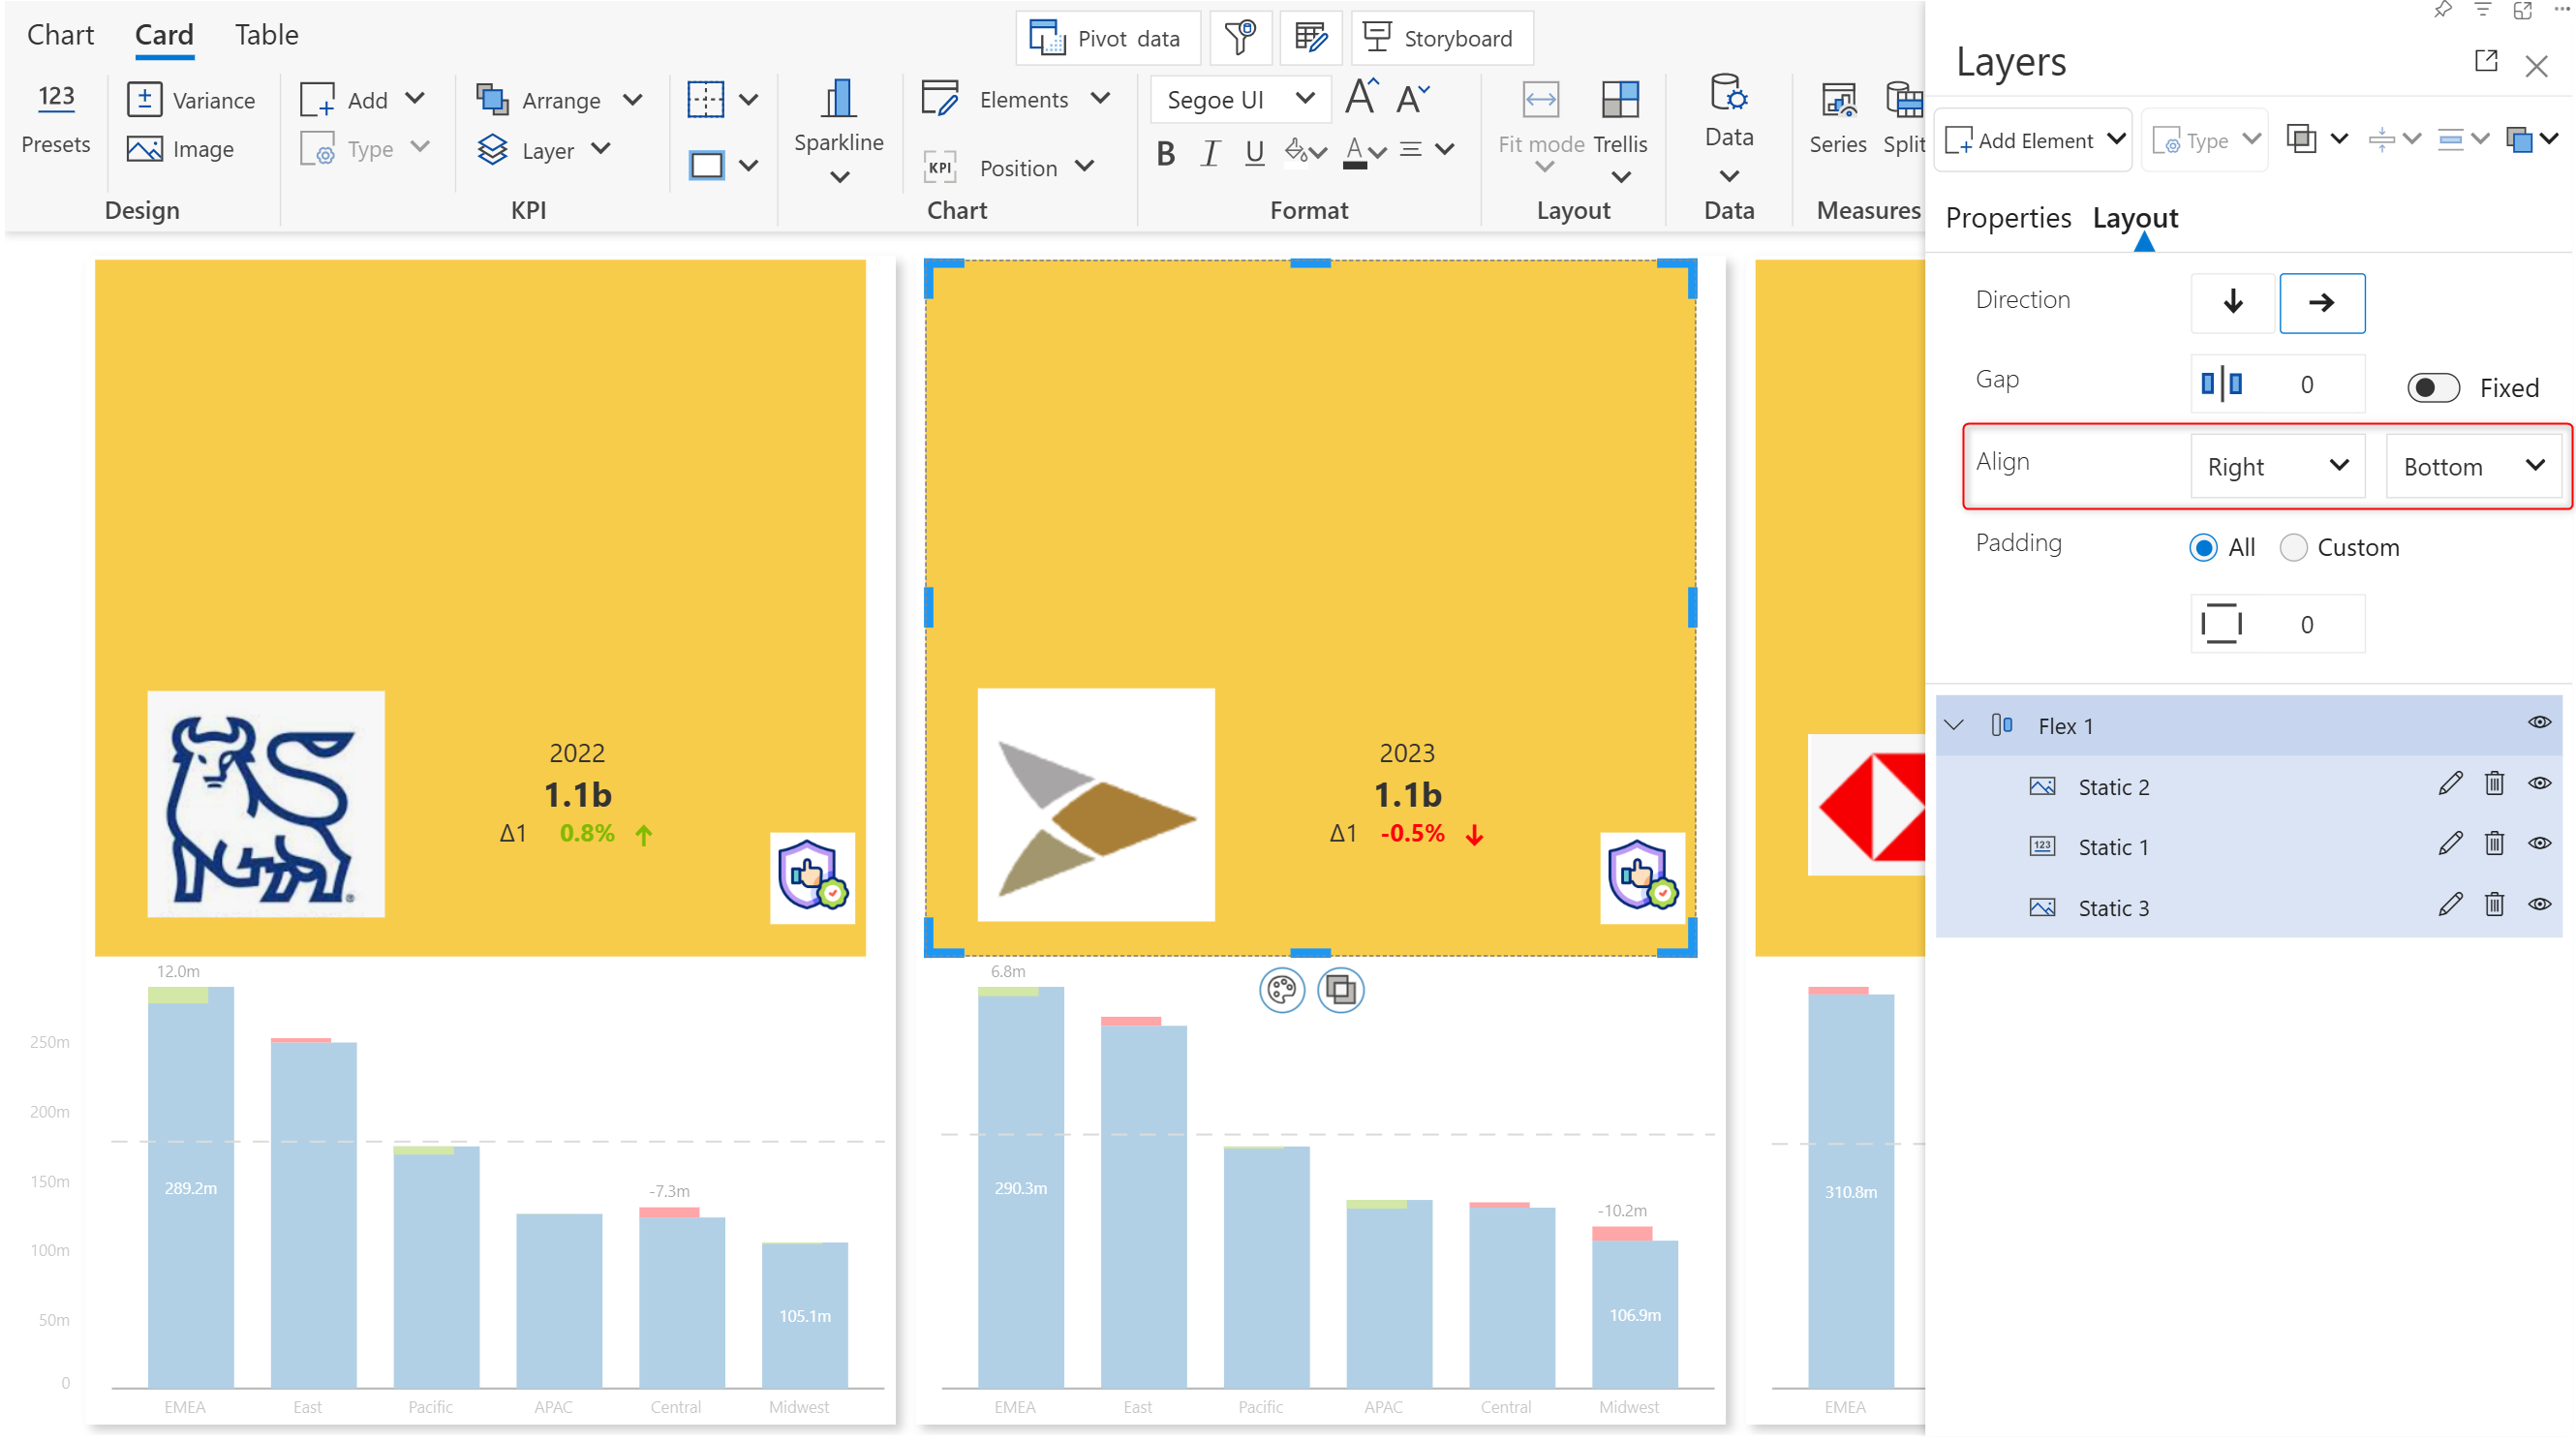 Chart Card Table
Pivot data
Storyboard
123
Presets
Variance
Image
Design
Add
Type
Arrange
Layer
KPI
Sparkline
Elements
KPI
Position
Chart
Segoe UI
A A
B I U A
Format
Fit mode
Trellis
Layout
Data
Data
Series
Split
Measures
Layers
Add Element
Type
Properties Layout
Direction
Gap
0
Fixed
Align
Right
Bottom
Padding
All
Custom
0
Flex 1
Static 2
123
Static 1
Static 3
2022
1.1b
Δ1 0.8%
2023
1.1b
Δ1 -0.5%
12.0m
250m
200m
150m
100m
50m
0
289.2m
-7.3m
105.1m
EMEA East Pacific APAC Central Midwest
6.8m
290.3m
-10.2m
106.9m
EMEA East Pacific APAC Central Midwest
310.8m
EMEA